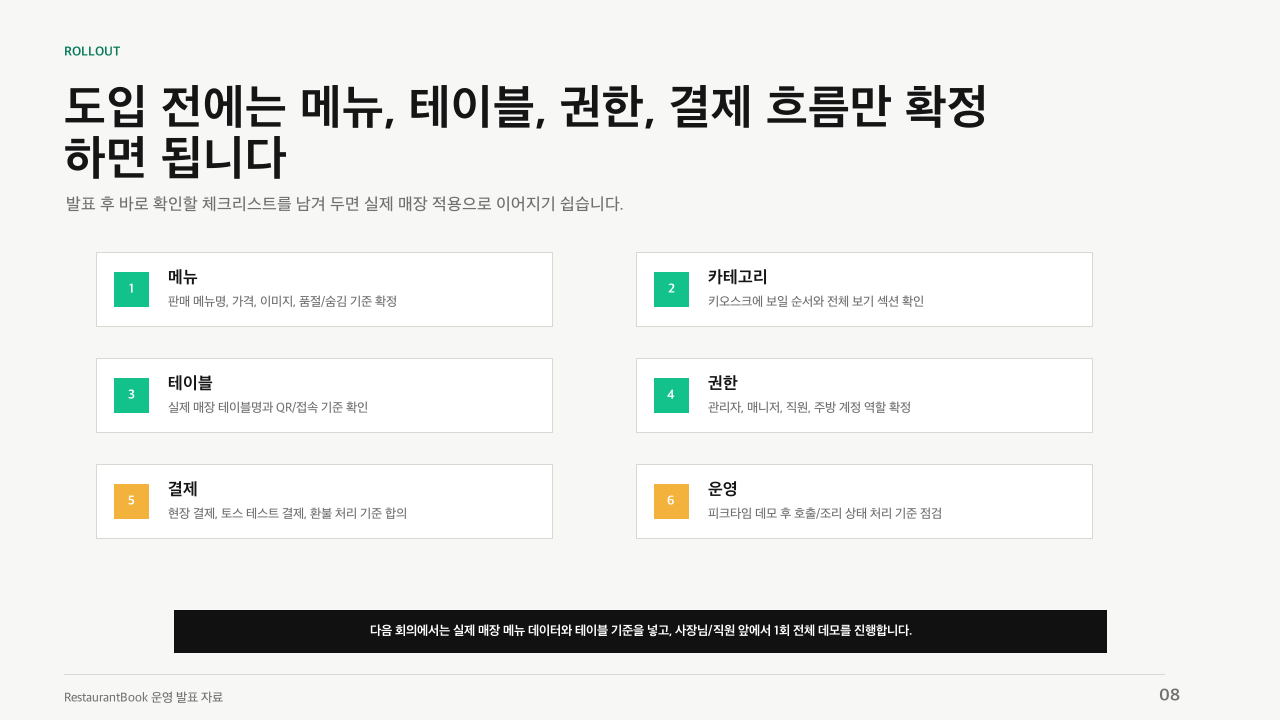 ROLLOUT
도입 전에는 메뉴, 테이블, 권한, 결제 흐름만 확정
하면 됩니다
발표 후 바로 확인할 체크리스트를 남겨 두면 실제 매장 적용으로 이어지기 쉽습니다.
1
메뉴
판매 메뉴명, 가격, 이미지, 품절/숨김 기준 확정
2
카테고리
키오스크에 보일 순서와 전체 보기 섹션 확인
3
테이블
실제 매장 테이블명과 QR/접속 기준 확인
4
권한
관리자, 매니저, 직원, 주방 계정 역할 확정
5
결제
현장 결제, 토스 테스트 결제, 환불 처리 기준 합의
6
운영
피크타임 데모 후 호출/조리 상태 처리 기준 점검
다음 회의에서는 실제 매장 메뉴 데이터와 테이블 기준을 넣고, 사장님/직원 앞에서 1회 전체 데모를 진행합니다.
RestaurantBook 운영 발표 자료
08